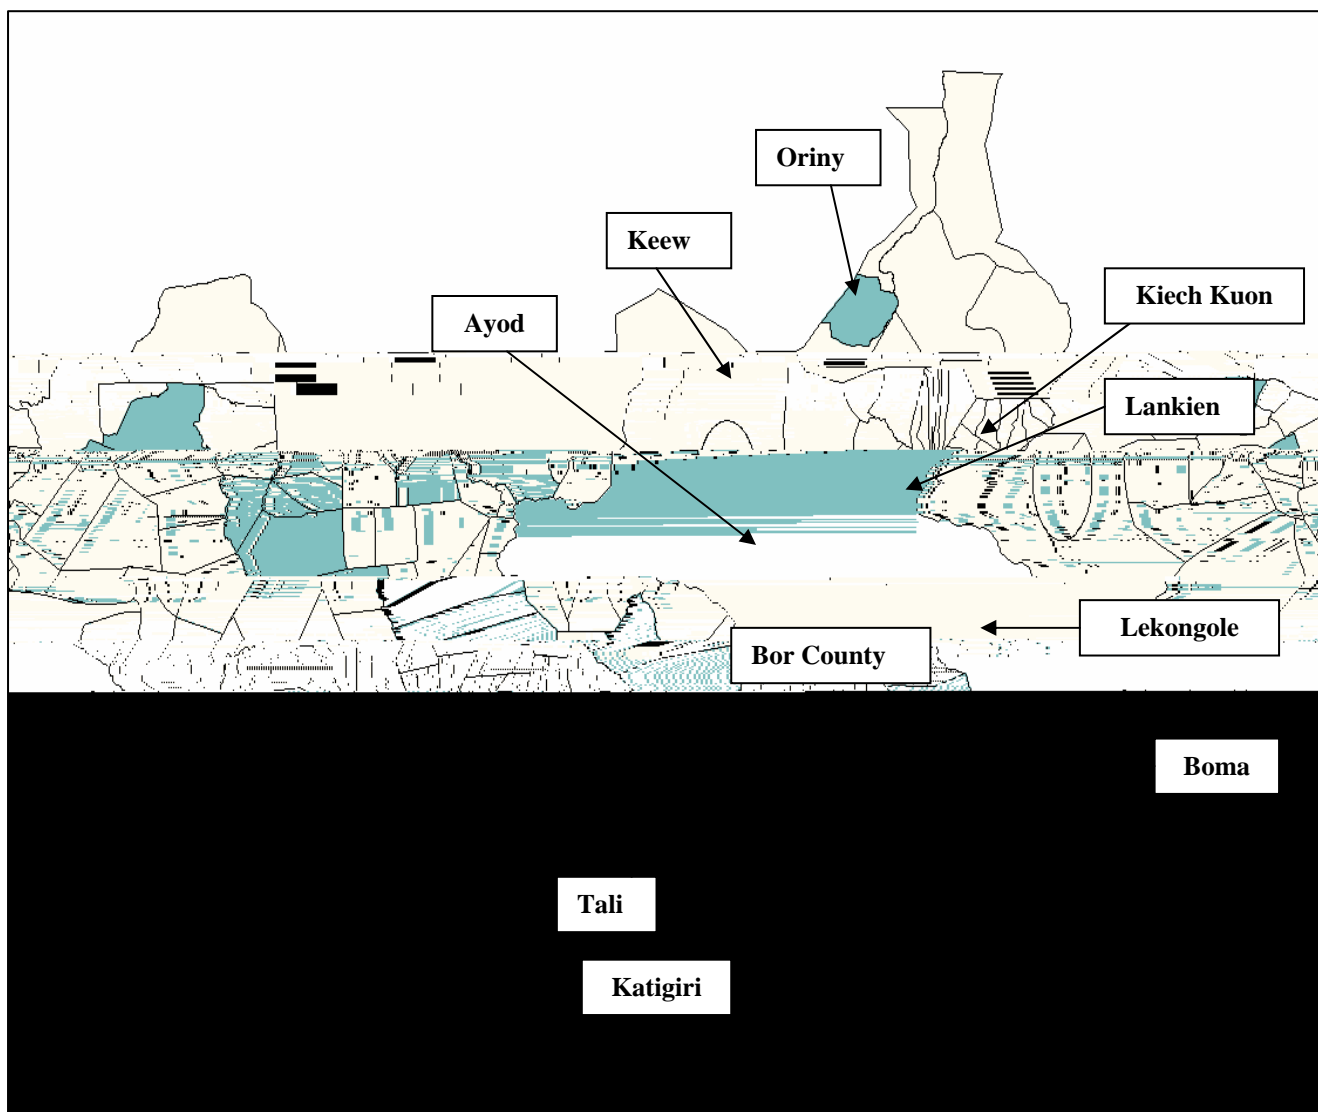 Oriny
Keew
Kiech Kuon
Ayod
Lankien
Lekongole
Bor County
Boma
Tali
Katigiri